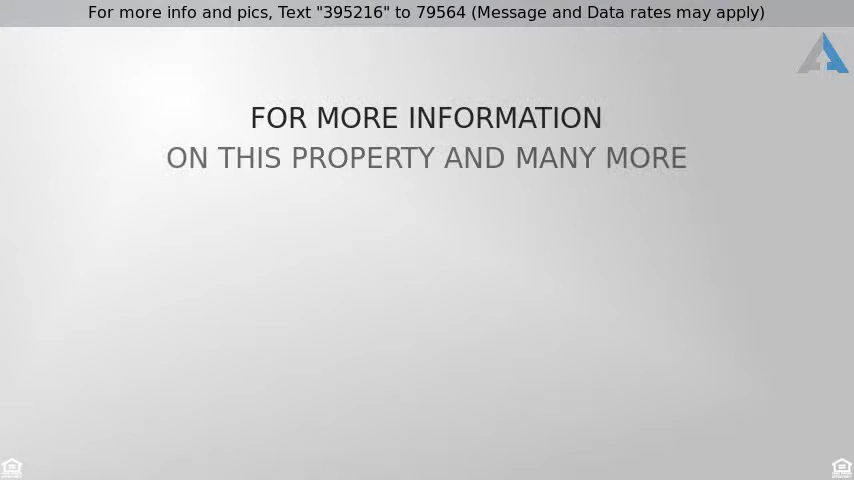 For more info and pics, Text "395216" to 79564 (Message and Data rates may apply)
FOR MORE INFORMATION
ON THIS PROPERTY AND MANY MORE